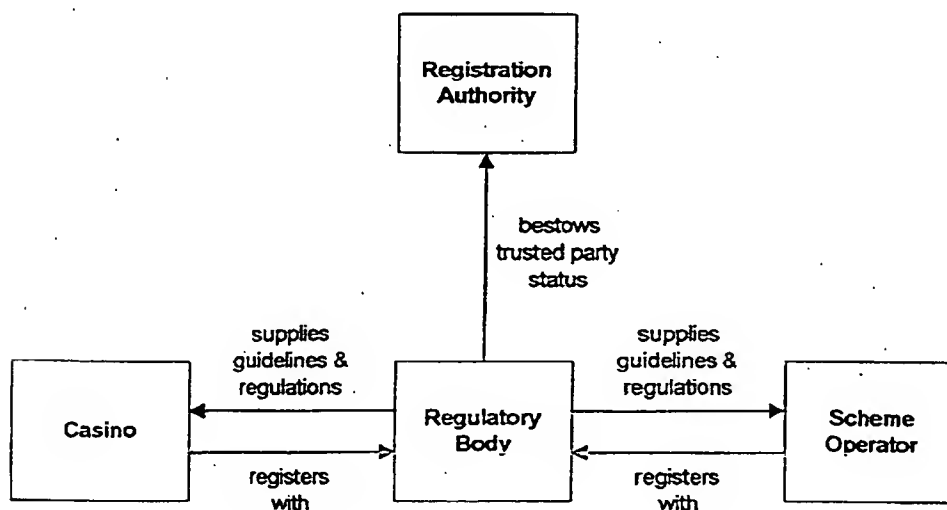 Registration
Authority
bestows
trusted party
status
supplies
guidelines &
regulations
supplies
guidelines &
regulations
Casino
Regulatory
Body
Scheme
Operator
registers
with
registers
with